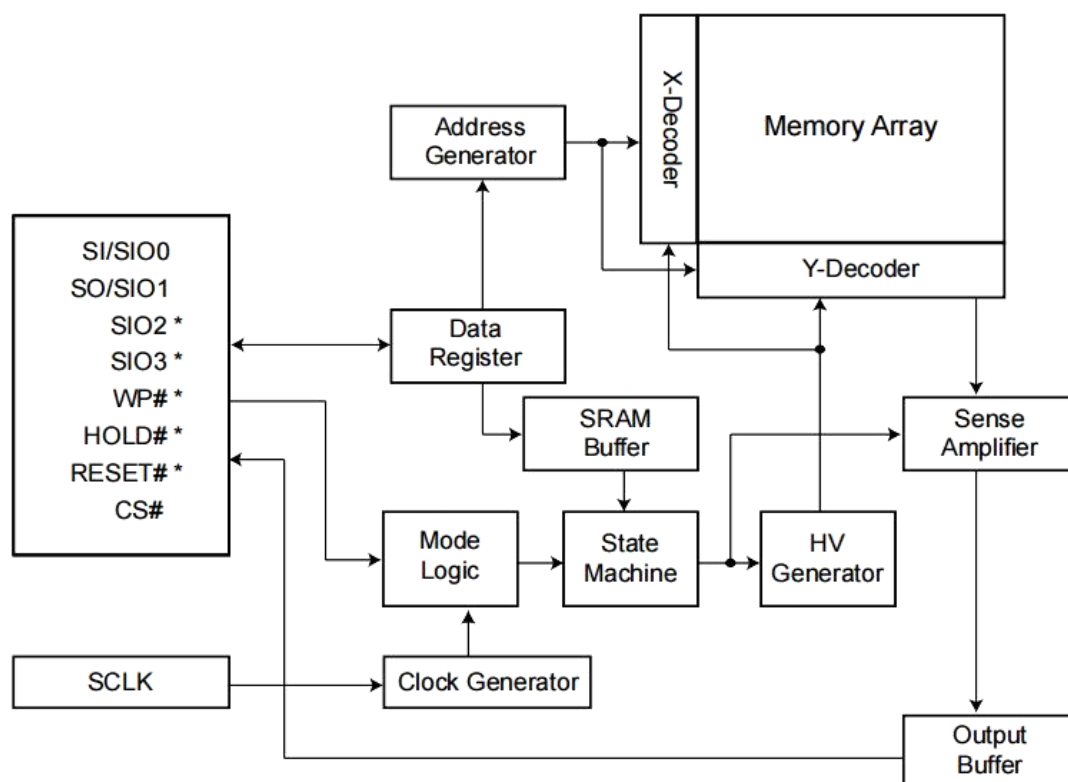 X-Decoder
Memory Array
Address
Generator
Y-Decoder
SI/SIO0
SO/SIO1
SIO2 *
SIO3 *
WP# *
HOLD# *
RESET# *
CS#
Data
Register
SRAM
Buffer
Sense
Amplifier
Mode
Logic
State
Machine
HV
Generator
SCLK
Clock Generator
Output
Buffer